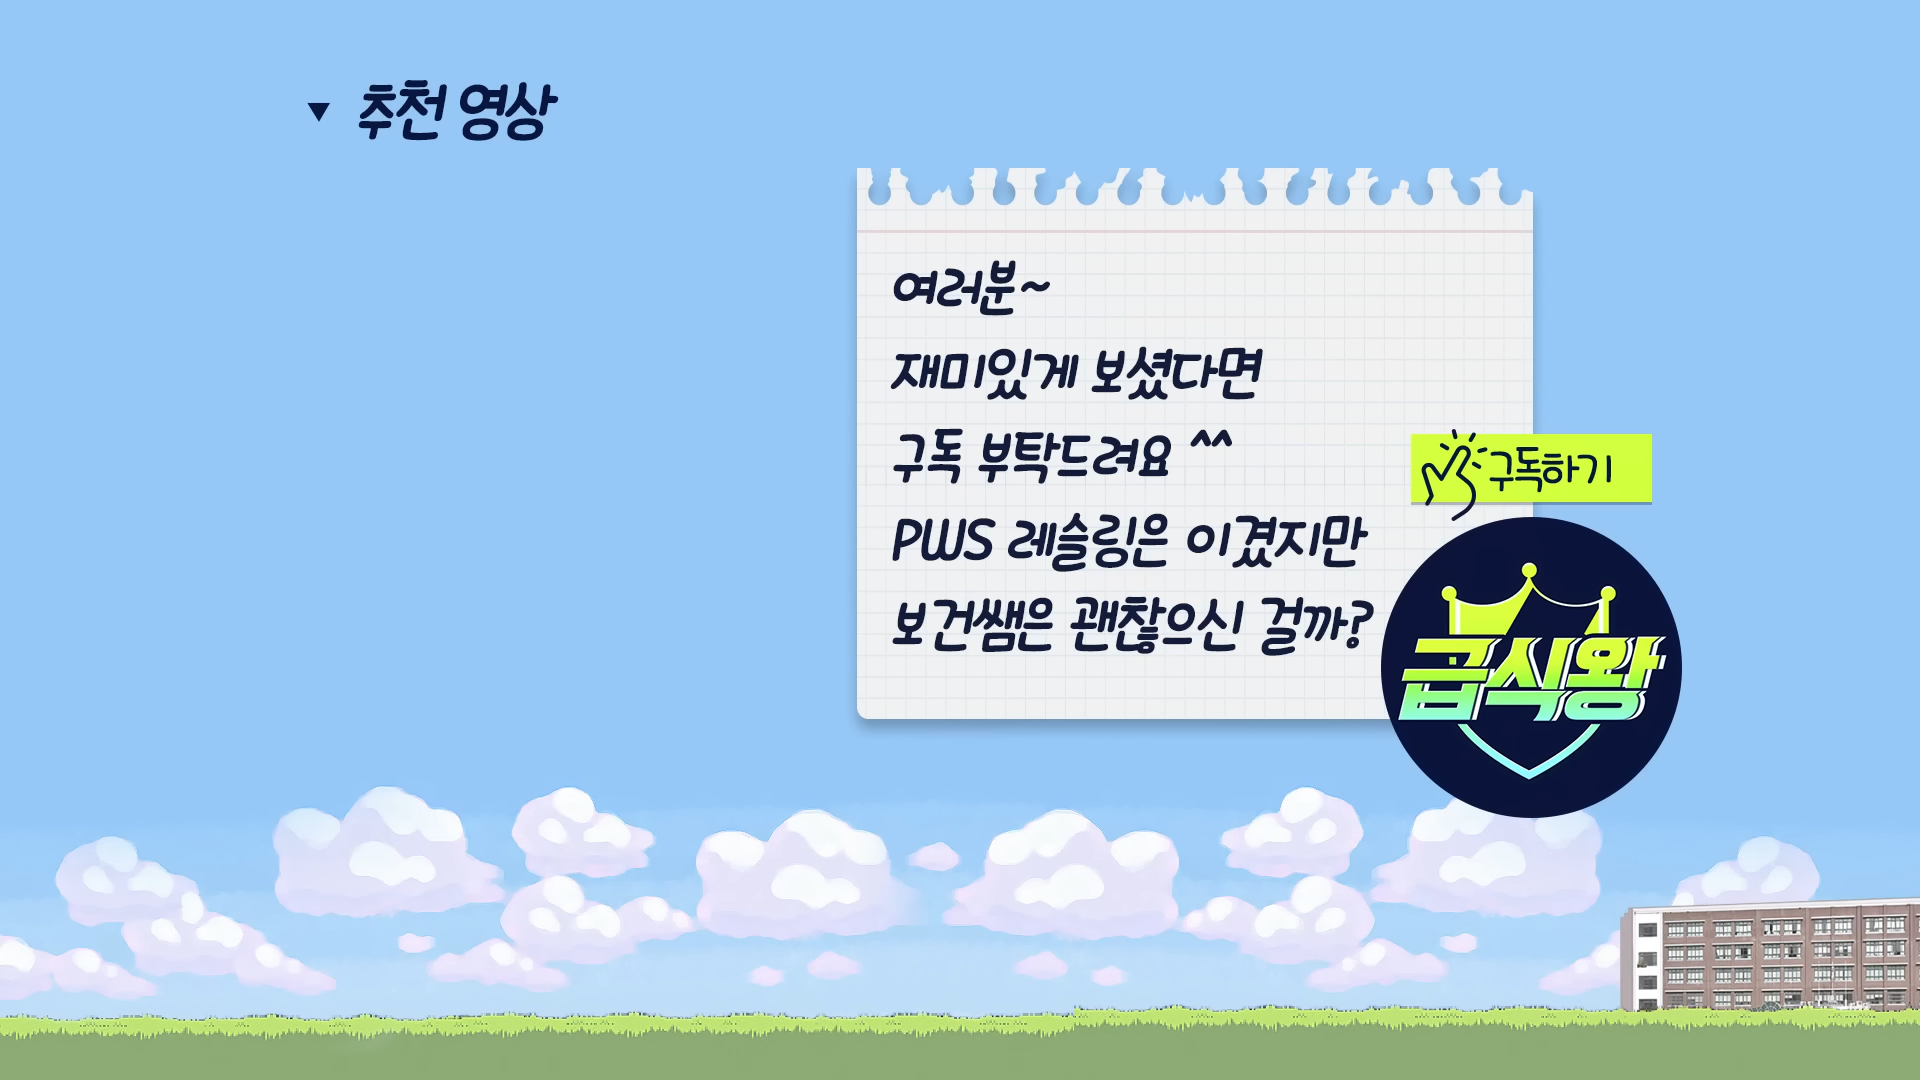 ▼ 추천 영상
여러분~
재미있게 보셨다면
구독 부탁드려요 ^^
PWS 레슬링은 이겼지만
보건쌤은 괜찮으신 걸까?
구독하기
급식왕